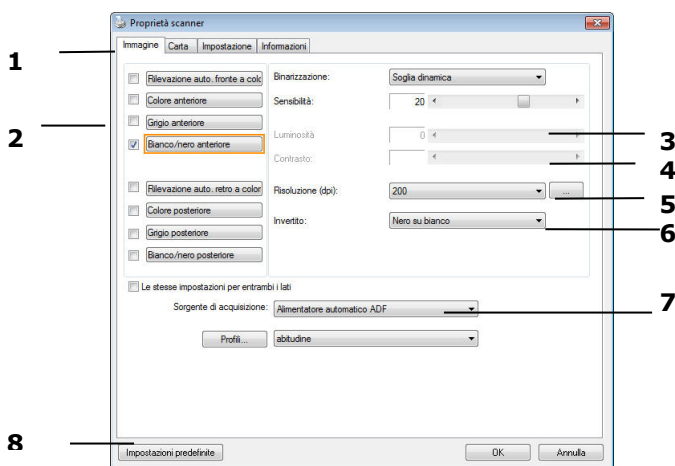 Proprietà scanner
Immagine Carta Impostazione Informazioni
1
2
Rilevazione auto. fronte a colo
Colore anteriore
Grigio anteriore
Bianco/nero anteriore
Rilevazione auto. retro a color
Colore posteriore
Grigio posteriore
Bianco/nero posteriore
Binarizzazione: Soglia dinamica
Sensibilità: 20
Luminosità 0
3
Contrasto:
4
Risoluzione (dpi): 200 ...
5
Invertito: Nero su bianco
6
Le stesse impostazioni per entrambi i lati
Sorgente di acquisizione: Alimentatore automatico ADF
7
Profili... abitudine
8
Impostazioni predefinite OK Annulla